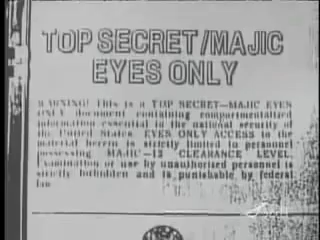 TOP SECRET/MAJIC
EYES ONLY
WARNING! This is a TOP SECRET—MAJIC EYES
ONLY document containing compartmentalized
information essential to the national security of
the United States. EYES ONLY ACCESS to the
material herein is strictly limited to personnel
possessing MAJIC—12 CLEARANCE LEVEL.
Examination or use by unauthorized personnel is
strictly forbidden and is punishable by federal
law